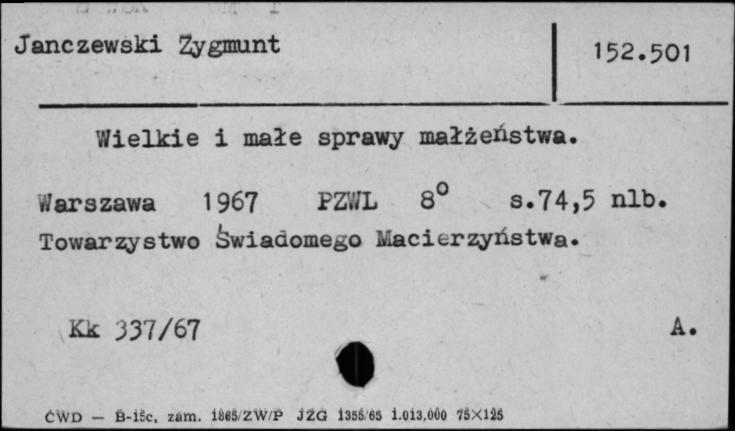 Janczewski Zygmunt
152.501
Wielkie i małe sprawy małżeństwa.
Warszawa 1967 PZWL 8° s.74,5 nlb.
Towarzystwo Świadomego Macierzyństwa.
Kk 337/67 A.
ĆWD — B-15c, zam. 1865/ZW/P JZG 1355/65 1.013,000 75×125